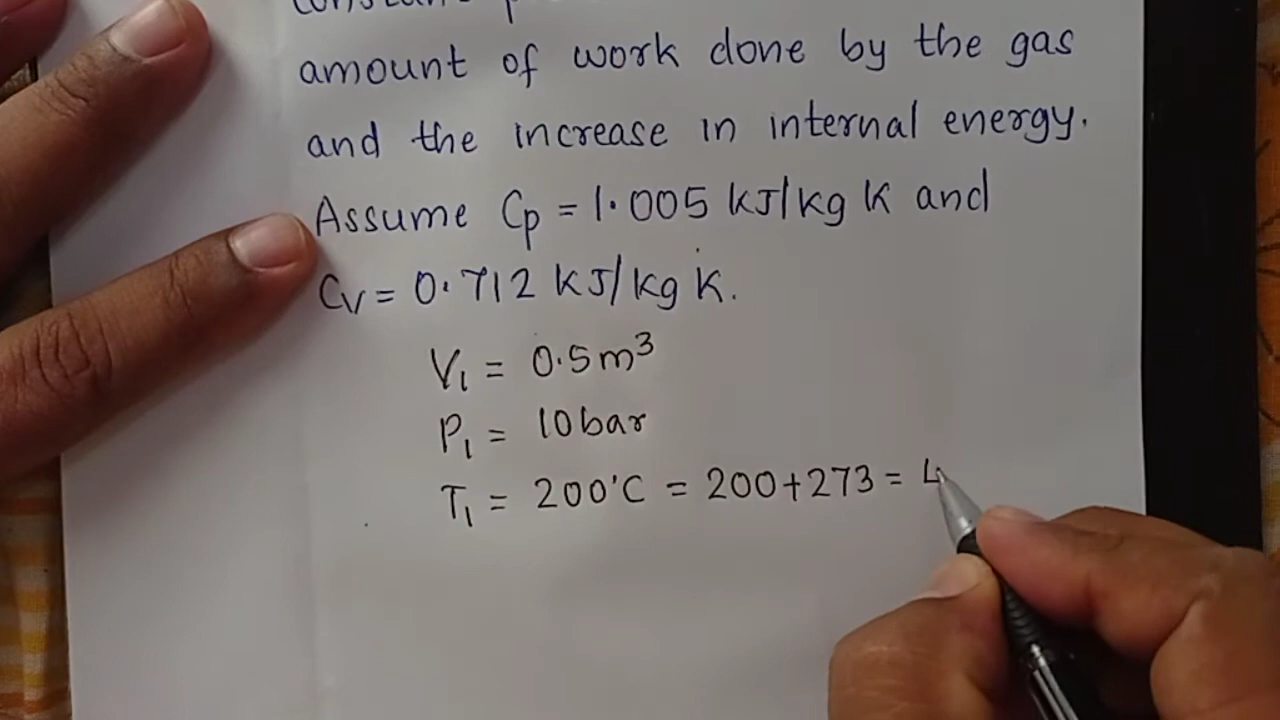 amount of work done by the gas
and the increase in internal energy.
Assume Cp = 1.005 kJ/kg K and
Cv = 0.712 kJ/kg K.
V₁ = 0.5 m³
P₁ = 10 bar
T₁ = 200°C = 200+273 = 4